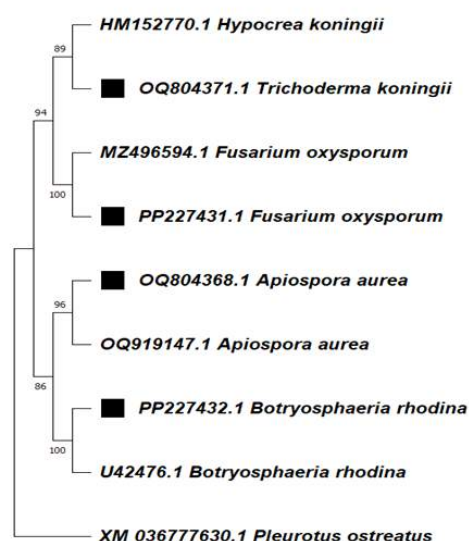 HM152770.1 Hypocrea koningii
89
OQ804371.1 Trichoderma koningii
94
MZ496594.1 Fusarium oxysporum
100
PP227431.1 Fusarium oxysporum
OQ804368.1 Apiospora aurea
96
OQ919147.1 Apiospora aurea
86
PP227432.1 Botryosphaeria rhodina
100
U42476.1 Botryosphaeria rhodina
XM 036777630.1 Pleurotus ostreatus